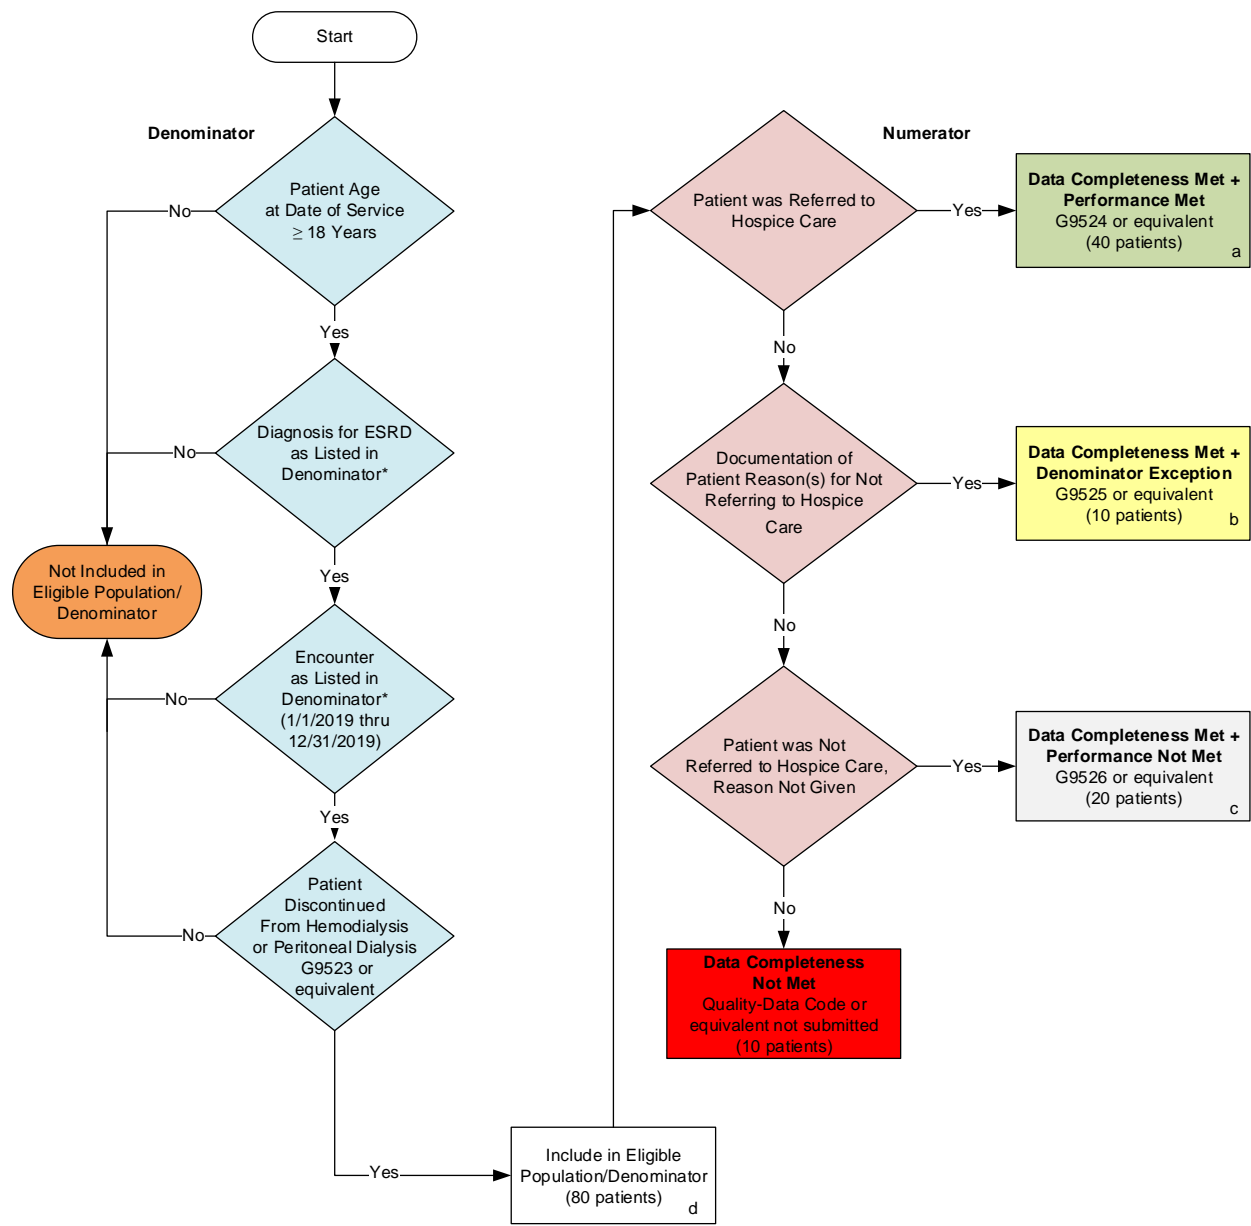 Start
Denominator
Patient Age
at Date of Service
≥ 18 Years
No
Yes
Diagnosis for ESRD
as Listed in
Denominator*
No
Yes
Not Included in
Eligible Population/
Denominator
Encounter
as Listed in
Denominator*
(1/1/2019 thru
12/31/2019)
No
Yes
Patient
Discontinued
From Hemodialysis
or Peritoneal Dialysis
G9523 or
equivalent
No
Yes
Include in Eligible
Population/Denominator
(80 patients)
d
Numerator
Patient was Referred to
Hospice Care
Yes
Data Completeness Met +
Performance Met
G9524 or equivalent
(40 patients)
a
No
Documentation of
Patient Reason(s) for Not
Referring to Hospice
Care
Yes
Data Completeness Met +
Denominator Exception
G9525 or equivalent
(10 patients)
b
No
Patient was Not
Referred to Hospice Care,
Reason Not Given
Yes
Data Completeness Met +
Performance Not Met
G9526 or equivalent
(20 patients)
c
No
Data Completeness
Not Met
Quality-Data Code or
equivalent not submitted
(10 patients)